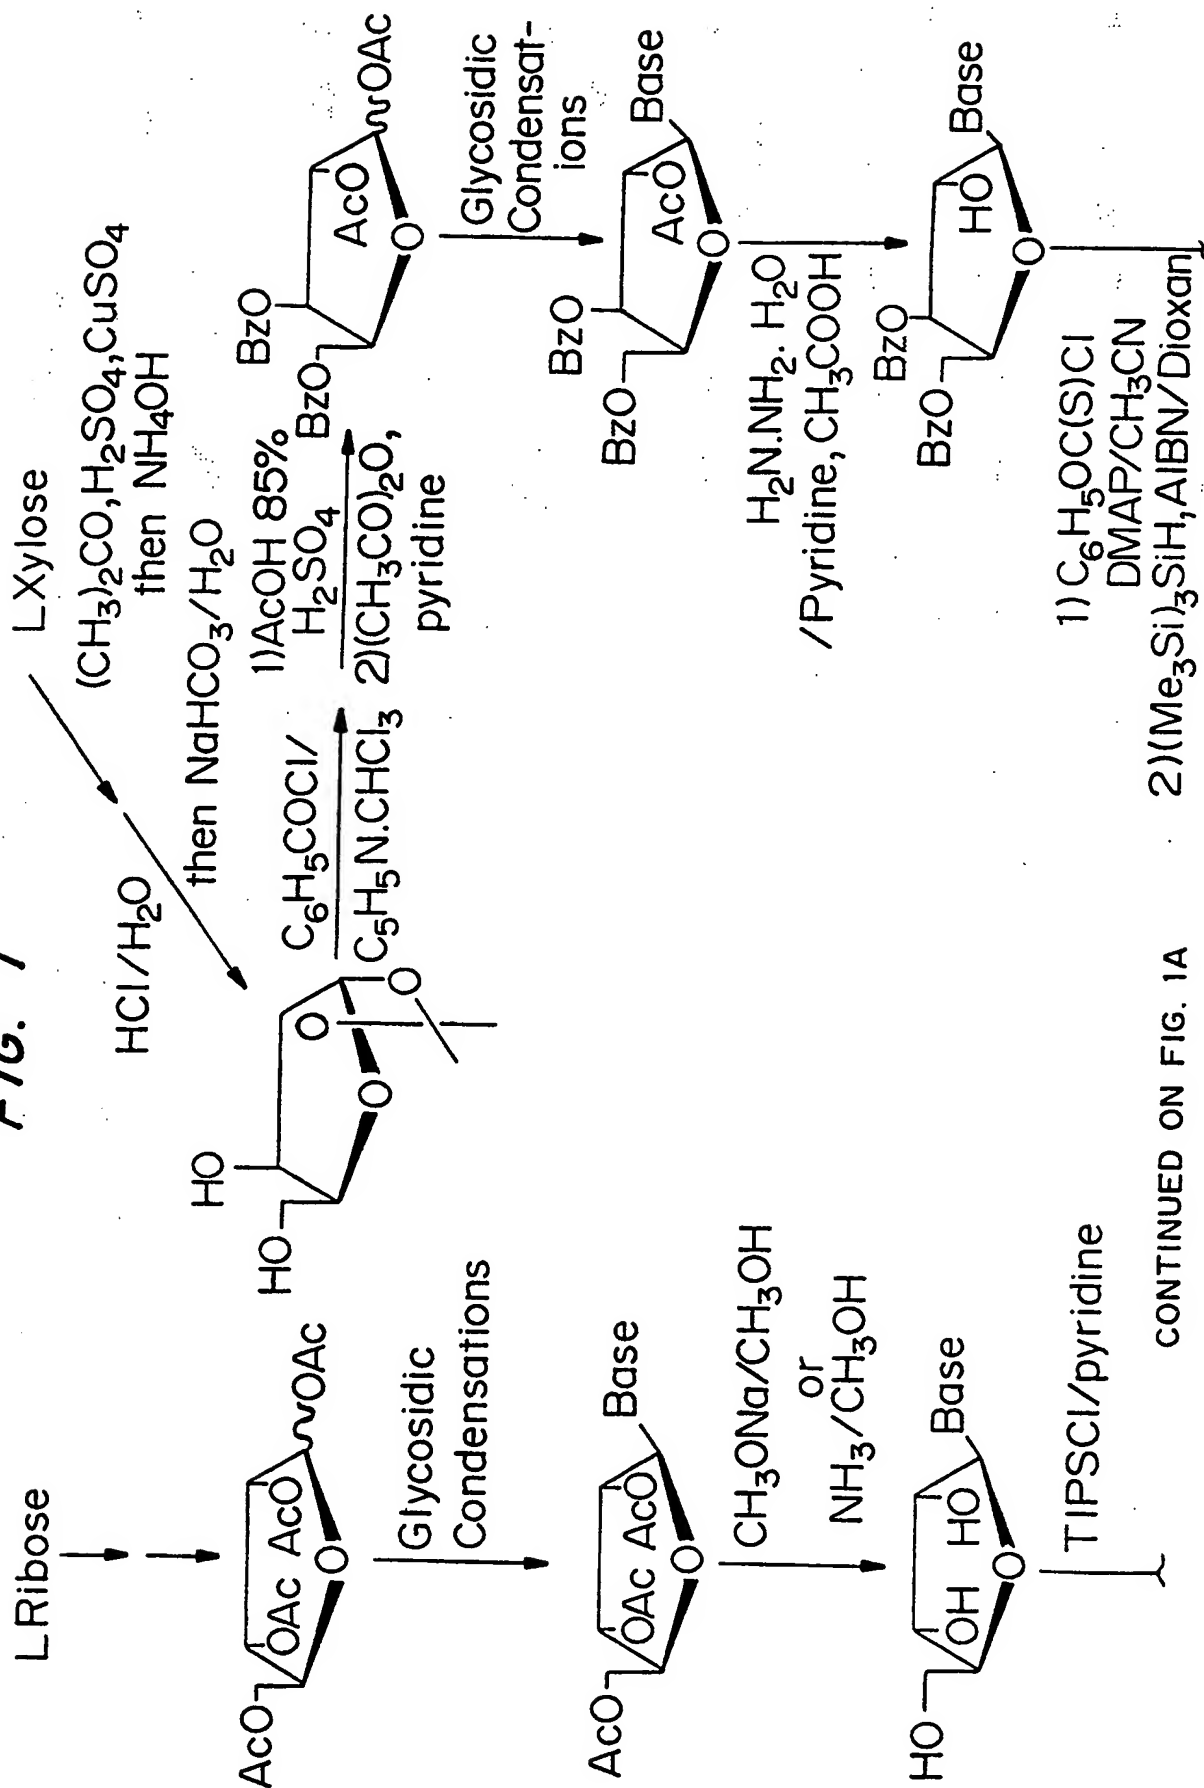 FIG. 1
LRibose
AcO
OAc AcO
O
OAc
Glycosidic
Condensations
AcO
OAc AcO
O
Base
CH3ONa/CH3OH
or
NH3/CH3OH
HO
OH HO
O
Base
TIPSCl/pyridine
LXylose
(CH3)2CO,H2SO4,CuSO4
then NH4OH
HCl/H2O
then NaHCO3/H2O
HO
HO
O
O
O
C6H5COCl/
C5H5N.CHCl3
1)AcOH 85%
H2SO4
2)(CH3CO)2O,
pyridine
BzO
BzO
AcO
O
OAc
Glycosidic
Condensat-
ions
BzO
BzO
AcO
O
Base
H2N.NH2. H2O
/Pyridine, CH3COOH
BzO
BzO
HO
O
Base
1) C6H5OC(S)Cl
DMAP/CH3CN
2)(Me3Si)3SiH,AIBN/Dioxan
CONTINUED ON FIG. 1A